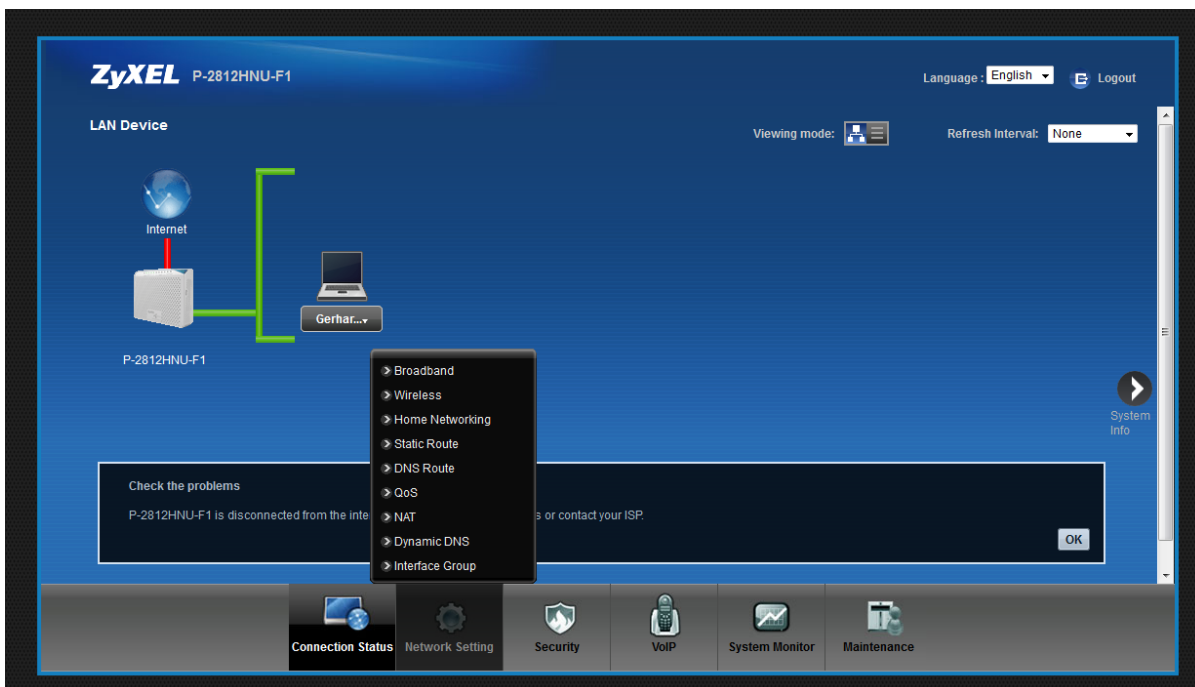 ZyXEL P-2812HNU-F1
Language : English
Logout
LAN Device
Viewing mode:
Refresh Interval: None
Internet
Gerhar...
P-2812HNU-F1
Broadband
Wireless
Home Networking
Static Route
DNS Route
QoS
NAT
Dynamic DNS
Interface Group
System
Info
Check the problems
P-2812HNU-F1 is disconnected from the inte
s or contact your ISP.
OK
Connection Status
Network Setting
Security
VoIP
System Monitor
Maintenance